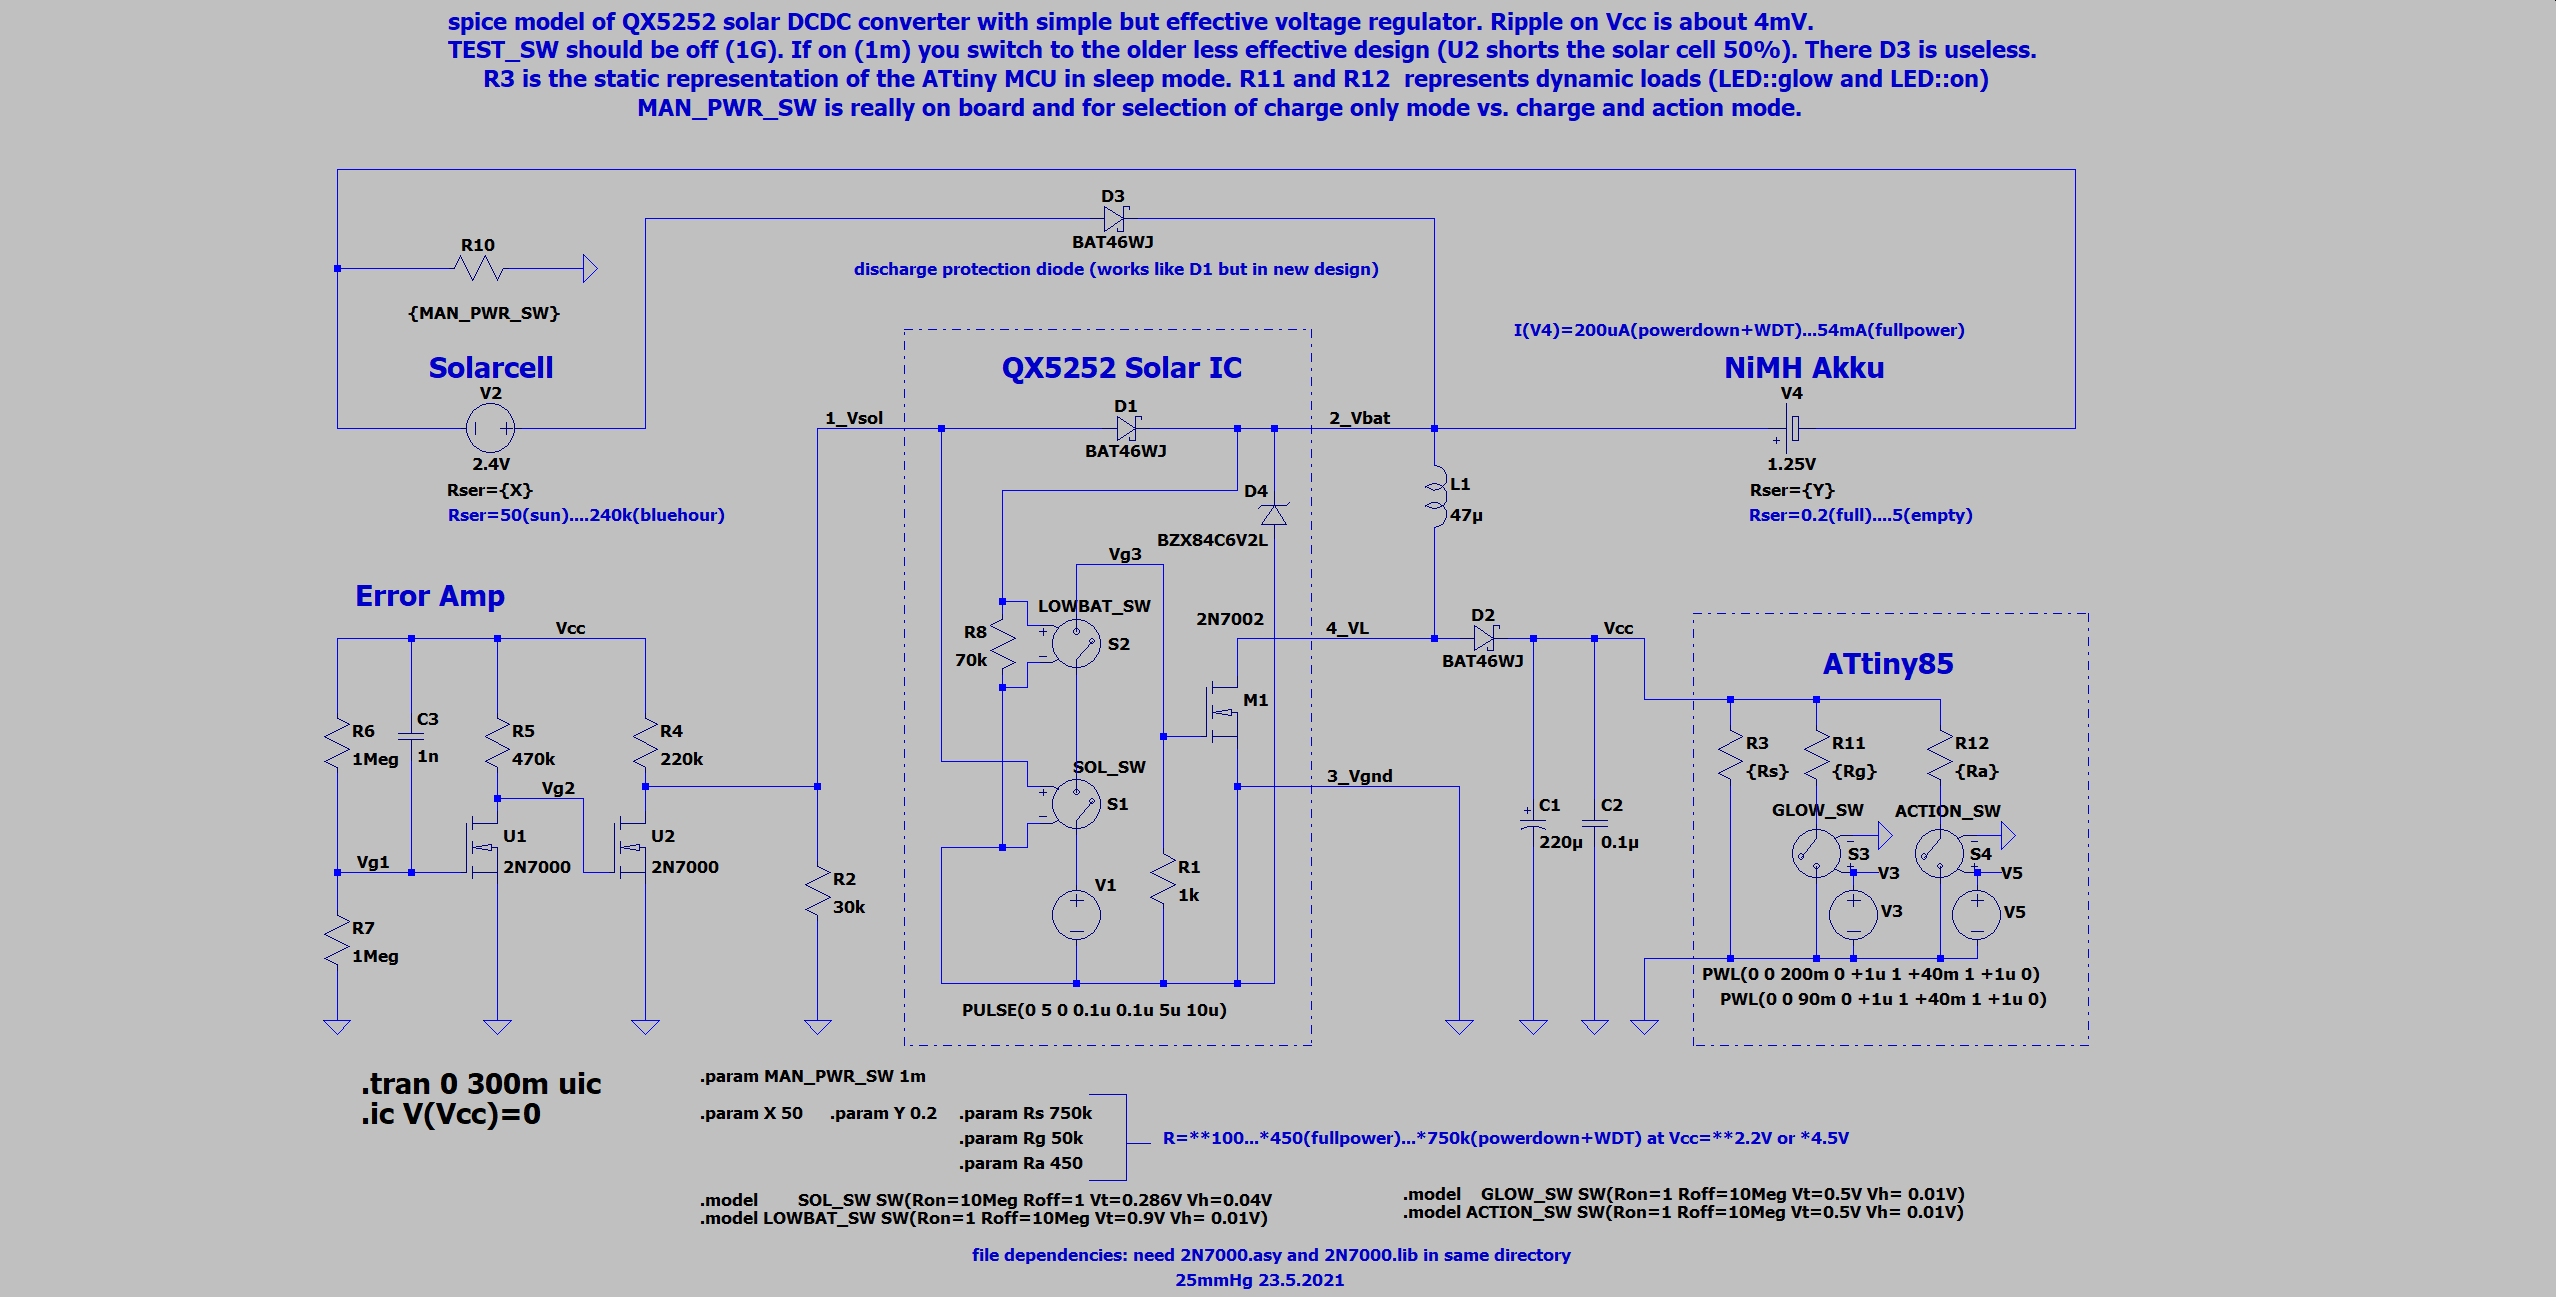 spice model of QX5252 solar DCDC converter with simple but effective voltage regulator. Ripple on Vcc is about 4mV.
TEST_SW should be off (1G). If on (1m) you switch to the older less effective design (U2 shorts the solar cell 50%). There D3 is useless.
R3 is the static representation of the ATtiny MCU in sleep mode. R11 and R12  represents dynamic loads (LED::glow and LED::on)
MAN_PWR_SW is really on board and for selection of charge only mode vs. charge and action mode.
D3
BAT46WJ
discharge protection diode (works like D1 but in new design)
R10
{MAN_PWR_SW}
Solarcell
V2
2.4V
Rser={X}
Rser=50(sun)....240k(bluehour)
QX5252 Solar IC
1_Vsol
D1
BAT46WJ
2_Vbat
I(V4)=200uA(powerdown+WDT)...54mA(fullpower)
NiMH Akku
V4
+
1.25V
Rser={Y}
Rser=0.2(full)....5(empty)
L1
47µ
D4
BZX84C6V2L
Vg3
LOWBAT_SW
R8
70k
S2
2N7002
4_VL
M1
SOL_SW
S1
3_Vgnd
V1
R1
1k
PULSE(0 5 0 0.1u 0.1u 5u 10u)
Error Amp
Vcc
R6
1Meg
C3
1n
R5
470k
R4
220k
Vg2
Vg1
U1
2N7000
U2
2N7000
R7
1Meg
R2
30k
D2
BAT46WJ
Vcc
C1
220µ
C2
0.1µ
ATtiny85
R3
{Rs}
R11
{Rg}
R12
{Ra}
GLOW_SW
ACTION_SW
S3
V3
V3
S4
V5
V5
PWL(0 0 200m 0 +1u 1 +40m 1 +1u 0)
PWL(0 0 90m 0 +1u 1 +40m 1 +1u 0)
.tran 0 300m uic
.ic V(Vcc)=0
.param MAN_PWR_SW 1m
.param X 50
.param Y 0.2
.param Rs 750k
.param Rg 50k
.param Ra 450
R=**100...*450(fullpower)...*750k(powerdown+WDT) at Vcc=**2.2V or *4.5V
.model SOL_SW SW(Ron=10Meg Roff=1 Vt=0.286V Vh=0.04V
.model LOWBAT_SW SW(Ron=1 Roff=10Meg Vt=0.9V Vh= 0.01V)
.model GLOW_SW SW(Ron=1 Roff=10Meg Vt=0.5V Vh= 0.01V)
.model ACTION_SW SW(Ron=1 Roff=10Meg Vt=0.5V Vh= 0.01V)
file dependencies: need 2N7000.asy and 2N7000.lib in same directory
25mmHg 23.5.2021